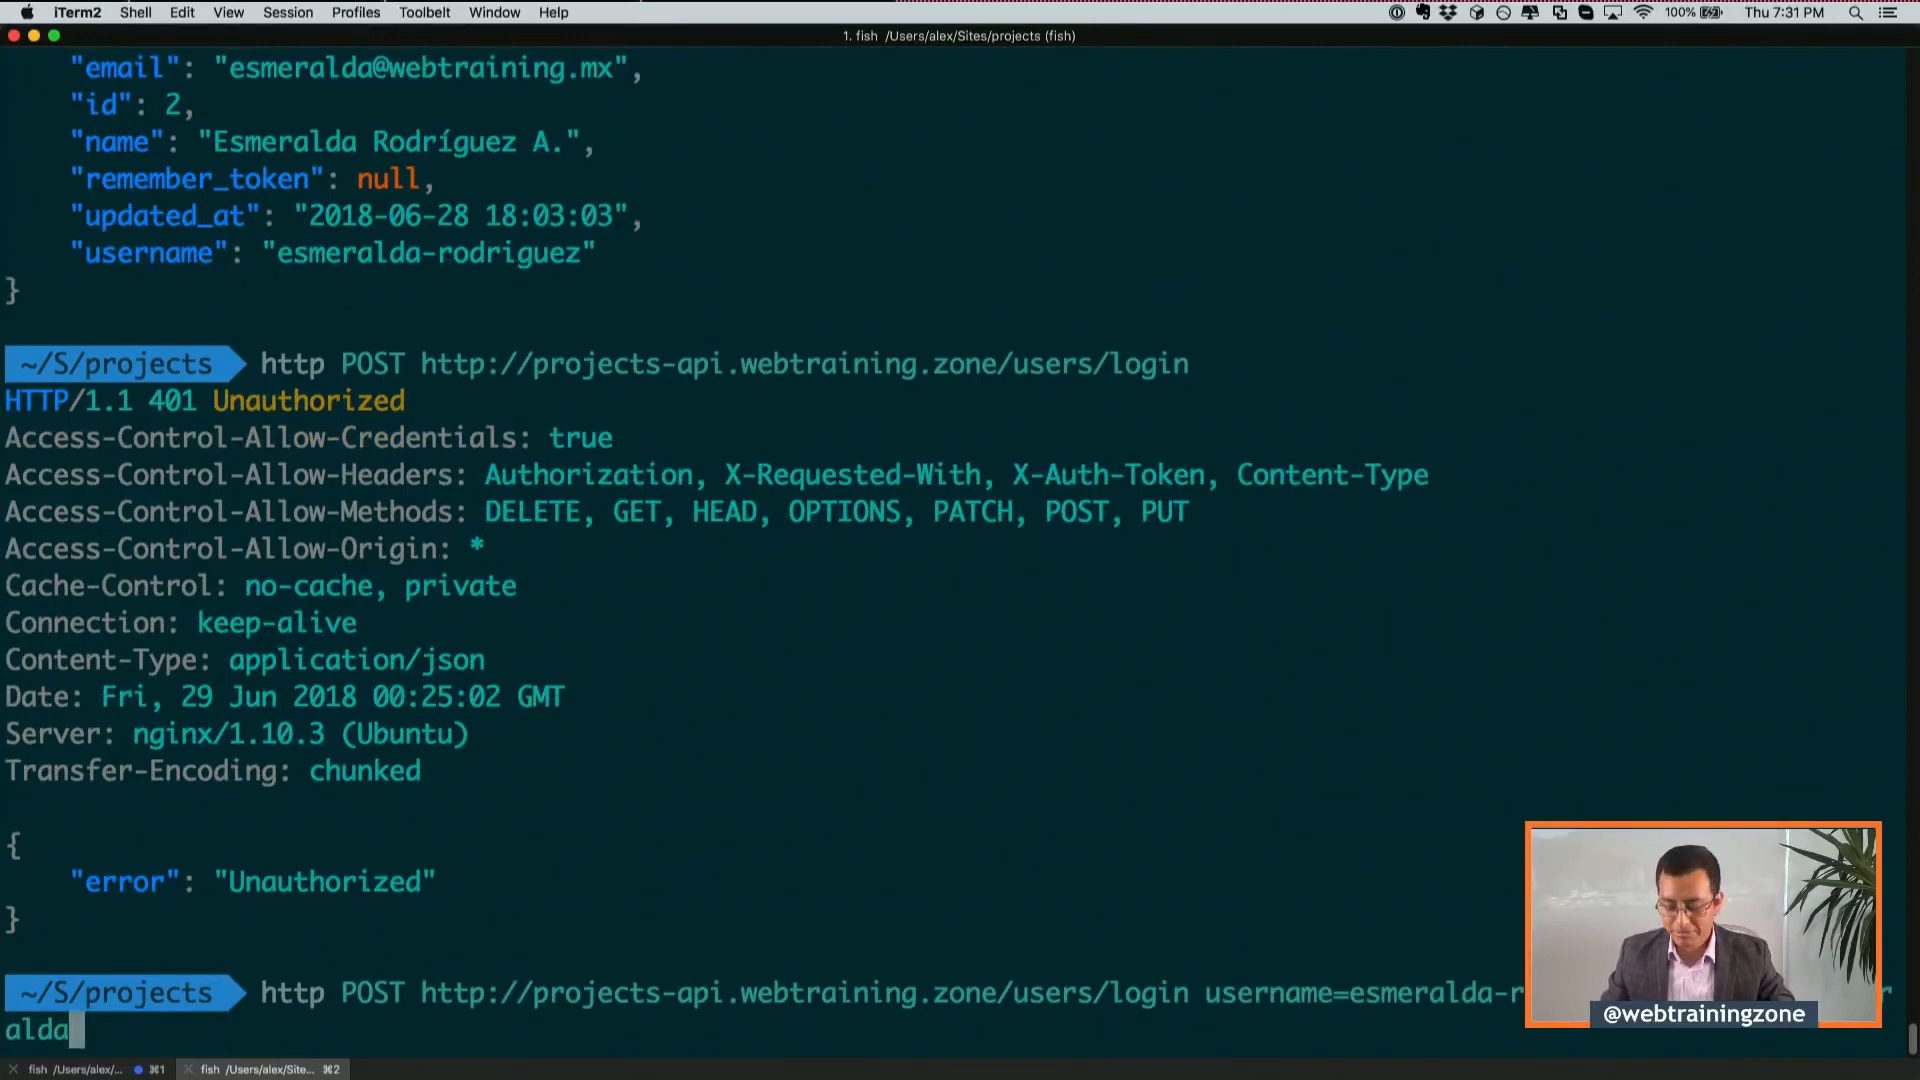 iTerm2 Shell Edit View Session Profiles Toolbelt Window Help 100% Thu 7:31 PM
1. fish /Users/alex/Sites/projects (fish)
"email": "esmeralda@webtraining.mx",
"id": 2,
"name": "Esmeralda Rodríguez A.",
"remember_token": null,
"updated_at": "2018-06-28 18:03:03",
"username": "esmeralda-rodriguez"
}
~/S/projects http POST http://projects-api.webtraining.zone/users/login
HTTP/1.1 401 Unauthorized
Access-Control-Allow-Credentials: true
Access-Control-Allow-Headers: Authorization, X-Requested-With, X-Auth-Token, Content-Type
Access-Control-Allow-Methods: DELETE, GET, HEAD, OPTIONS, PATCH, POST, PUT
Access-Control-Allow-Origin: *
Cache-Control: no-cache, private
Connection: keep-alive
Content-Type: application/json
Date: Fri, 29 Jun 2018 00:25:02 GMT
Server: nginx/1.10.3 (Ubuntu)
Transfer-Encoding: chunked
{
"error": "Unauthorized"
}
~/S/projects http POST http://projects-api.webtraining.zone/users/login username=esmeralda-r
alda
@webtrainingzone
fish /Users/alex/... ⌘1 fish /Users/alex/Site... ⌘2